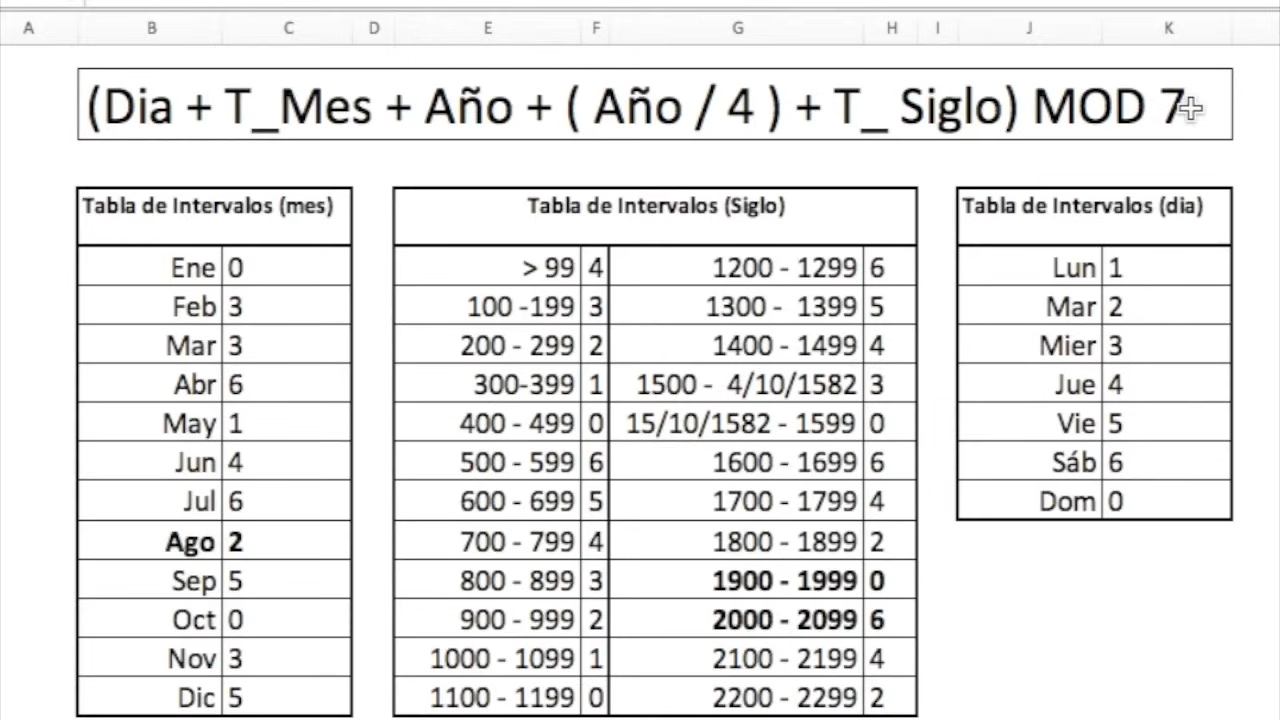 A B C D E F G H I J K
(Dia + T_Mes + Año + ( Año / 4 ) + T_ Siglo) MOD 7
Tabla de Intervalos (mes)
Ene 0
Feb 3
Mar 3
Abr 6
May 1
Jun 4
Jul 6
Ago 2
Sep 5
Oct 0
Nov 3
Dic 5
Tabla de Intervalos (Siglo)
> 99 4 1200 - 1299 6
100 -199 3 1300 - 1399 5
200 - 299 2 1400 - 1499 4
300-399 1 1500 - 4/10/1582 3
400 - 499 0 15/10/1582 - 1599 0
500 - 599 6 1600 - 1699 6
600 - 699 5 1700 - 1799 4
700 - 799 4 1800 - 1899 2
800 - 899 3 1900 - 1999 0
900 - 999 2 2000 - 2099 6
1000 - 1099 1 2100 - 2199 4
1100 - 1199 0 2200 - 2299 2
Tabla de Intervalos (dia)
Lun 1
Mar 2
Mier 3
Jue 4
Vie 5
Sáb 6
Dom 0